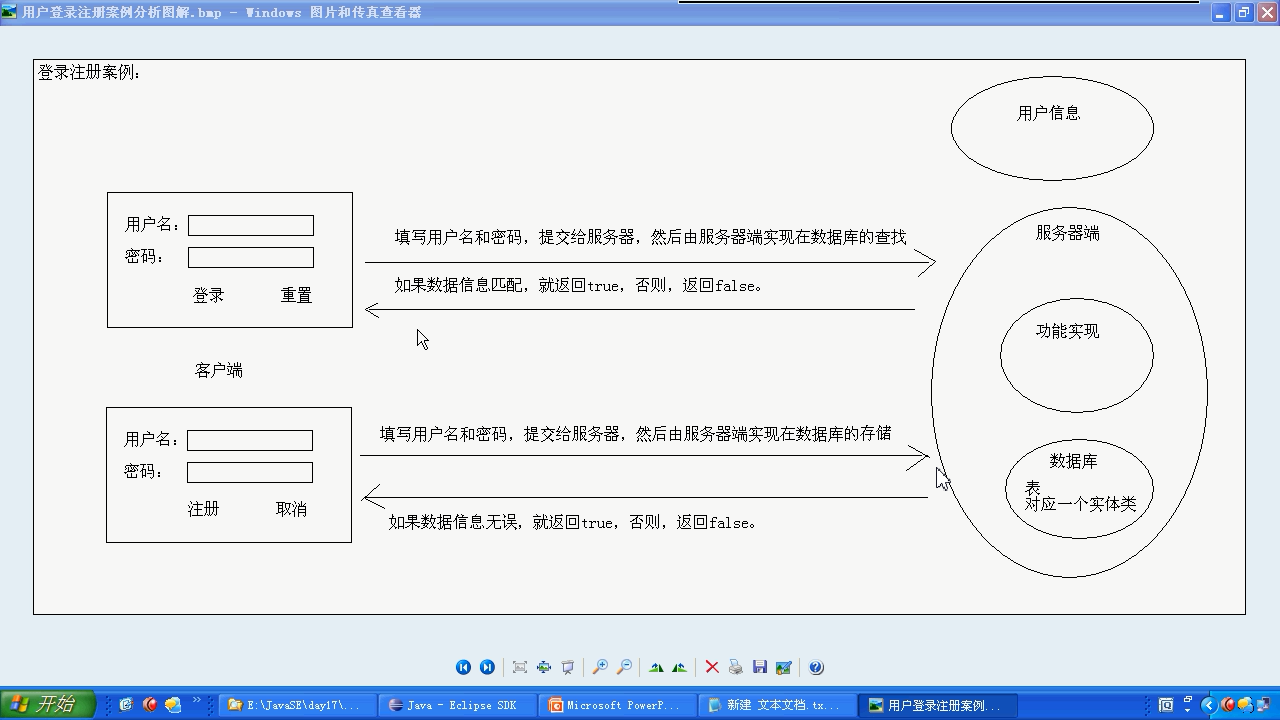 用户登录注册案例分析图解.bmp - Windows 图片和传真查看器
登录注册案例:
用户信息
用户名:
密码:
登录 重置
填写用户名和密码，提交给服务器，然后由服务器端实现在数据库的查找
如果数据信息匹配，就返回true，否则，返回false。
服务器端
功能实现
客户端
用户名:
密码:
注册 取消
填写用户名和密码，提交给服务器，然后由服务器端实现在数据库的存储
如果数据信息无误，就返回true，否则，返回false。
数据库
表
对应一个实体类
开始
E:\JavaSE\day17\...
Java - Eclipse SDK
Microsoft PowerP...
新建 文本文档.tx...
用户登录注册案例...